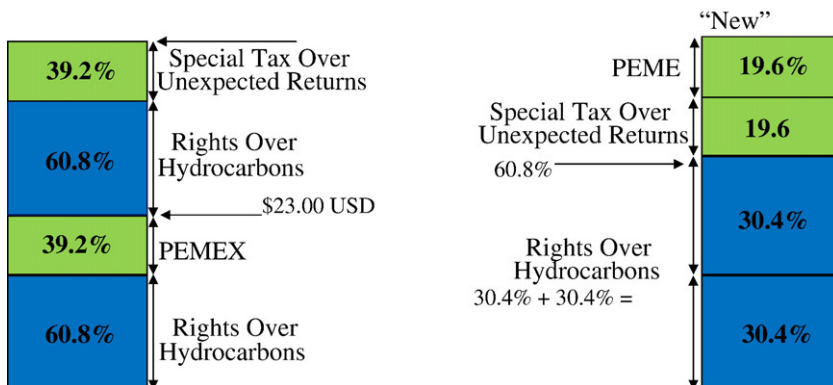 39.2%
Special Tax Over
Unexpected Returns
60.8%
Rights Over
Hydrocarbons
$23.00 USD
39.2%
PEMEX
60.8%
Rights Over
Hydrocarbons
“New”
PEME
19.6%
Special Tax Over
Unexpected Returns
19.6
60.8%
30.4%
Rights Over
Hydrocarbons
30.4% + 30.4% =
30.4%